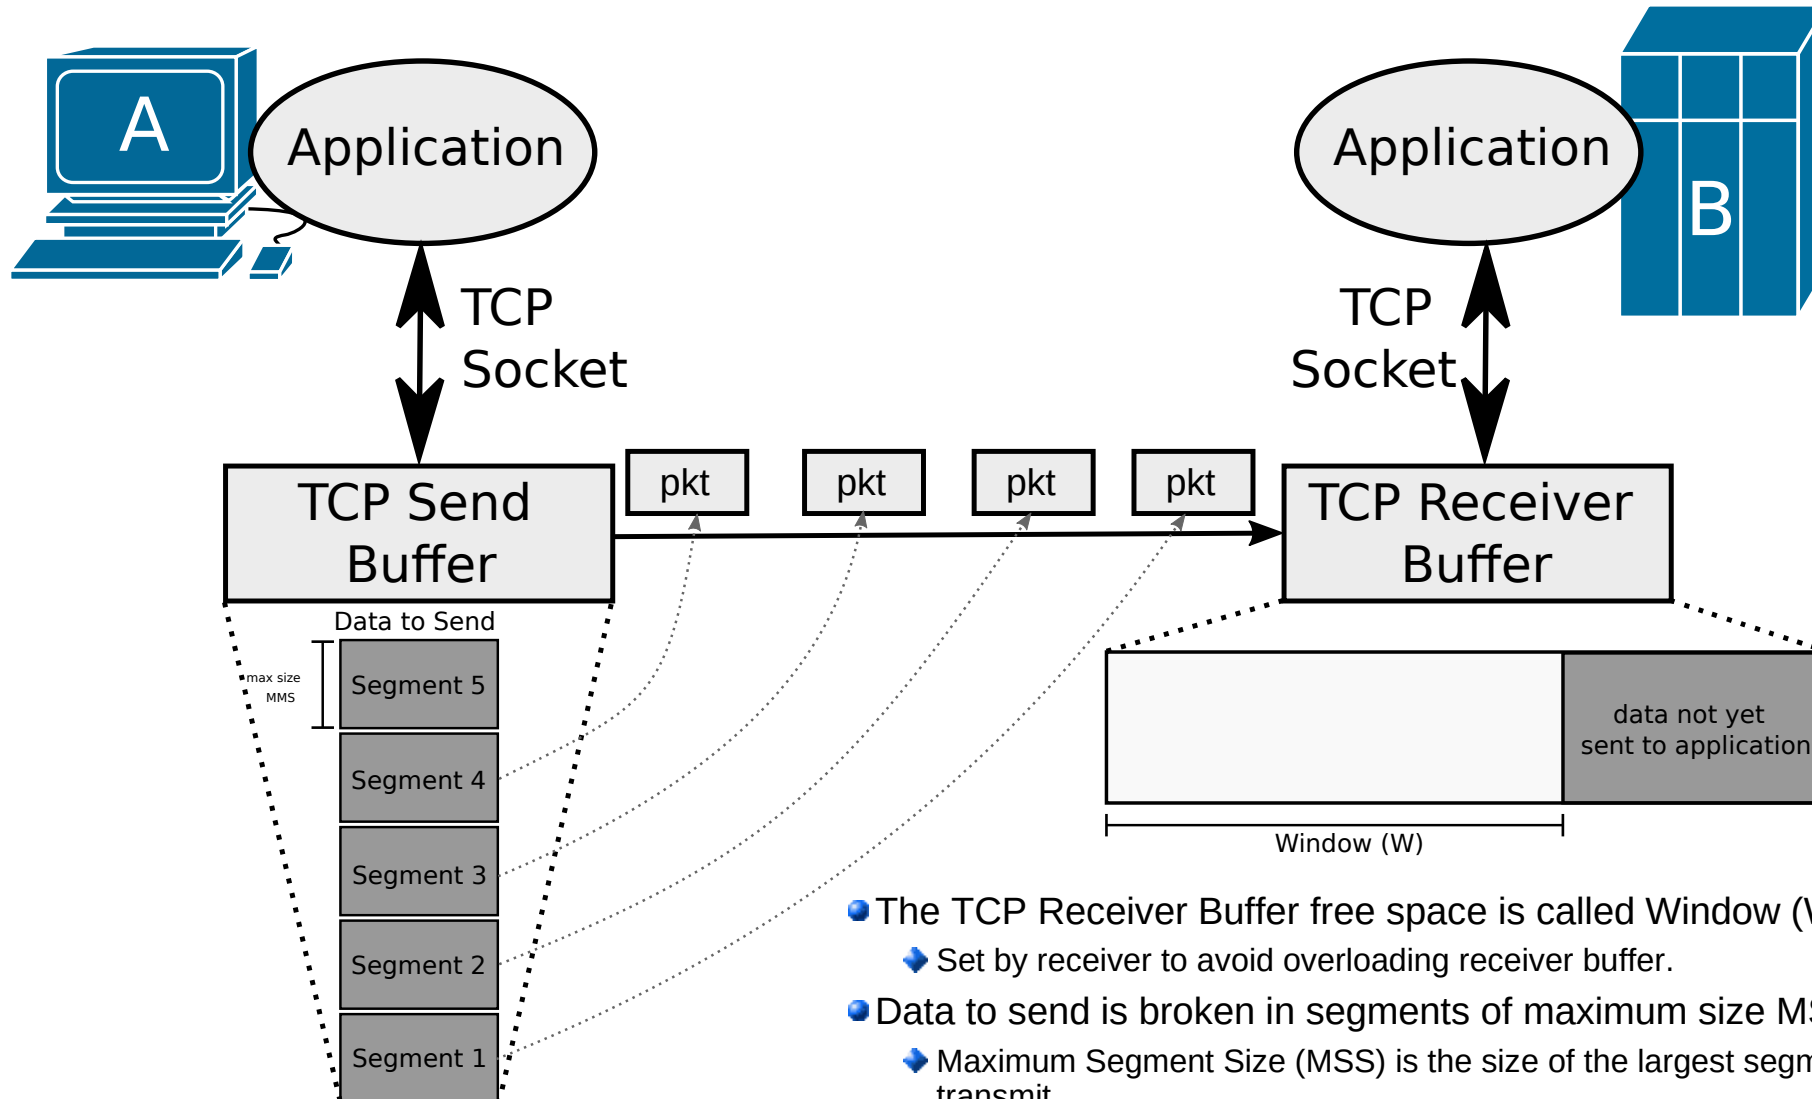 A
Application
Application
B
TCP
Socket
TCP
Socket
pkt
pkt
pkt
pkt
TCP Send
Buffer
TCP Receiver
Buffer
Data to Send
max size
MMS
Segment 5
Segment 4
Segment 3
Segment 2
Segment 1
data not yet
sent to application
Window (W)
The TCP Receiver Buffer free space is called Window (
Set by receiver to avoid overloading receiver buffer.
Data to send is broken in segments of maximum size
Maximum Segment Size (MSS) is the size of the largest
transmit